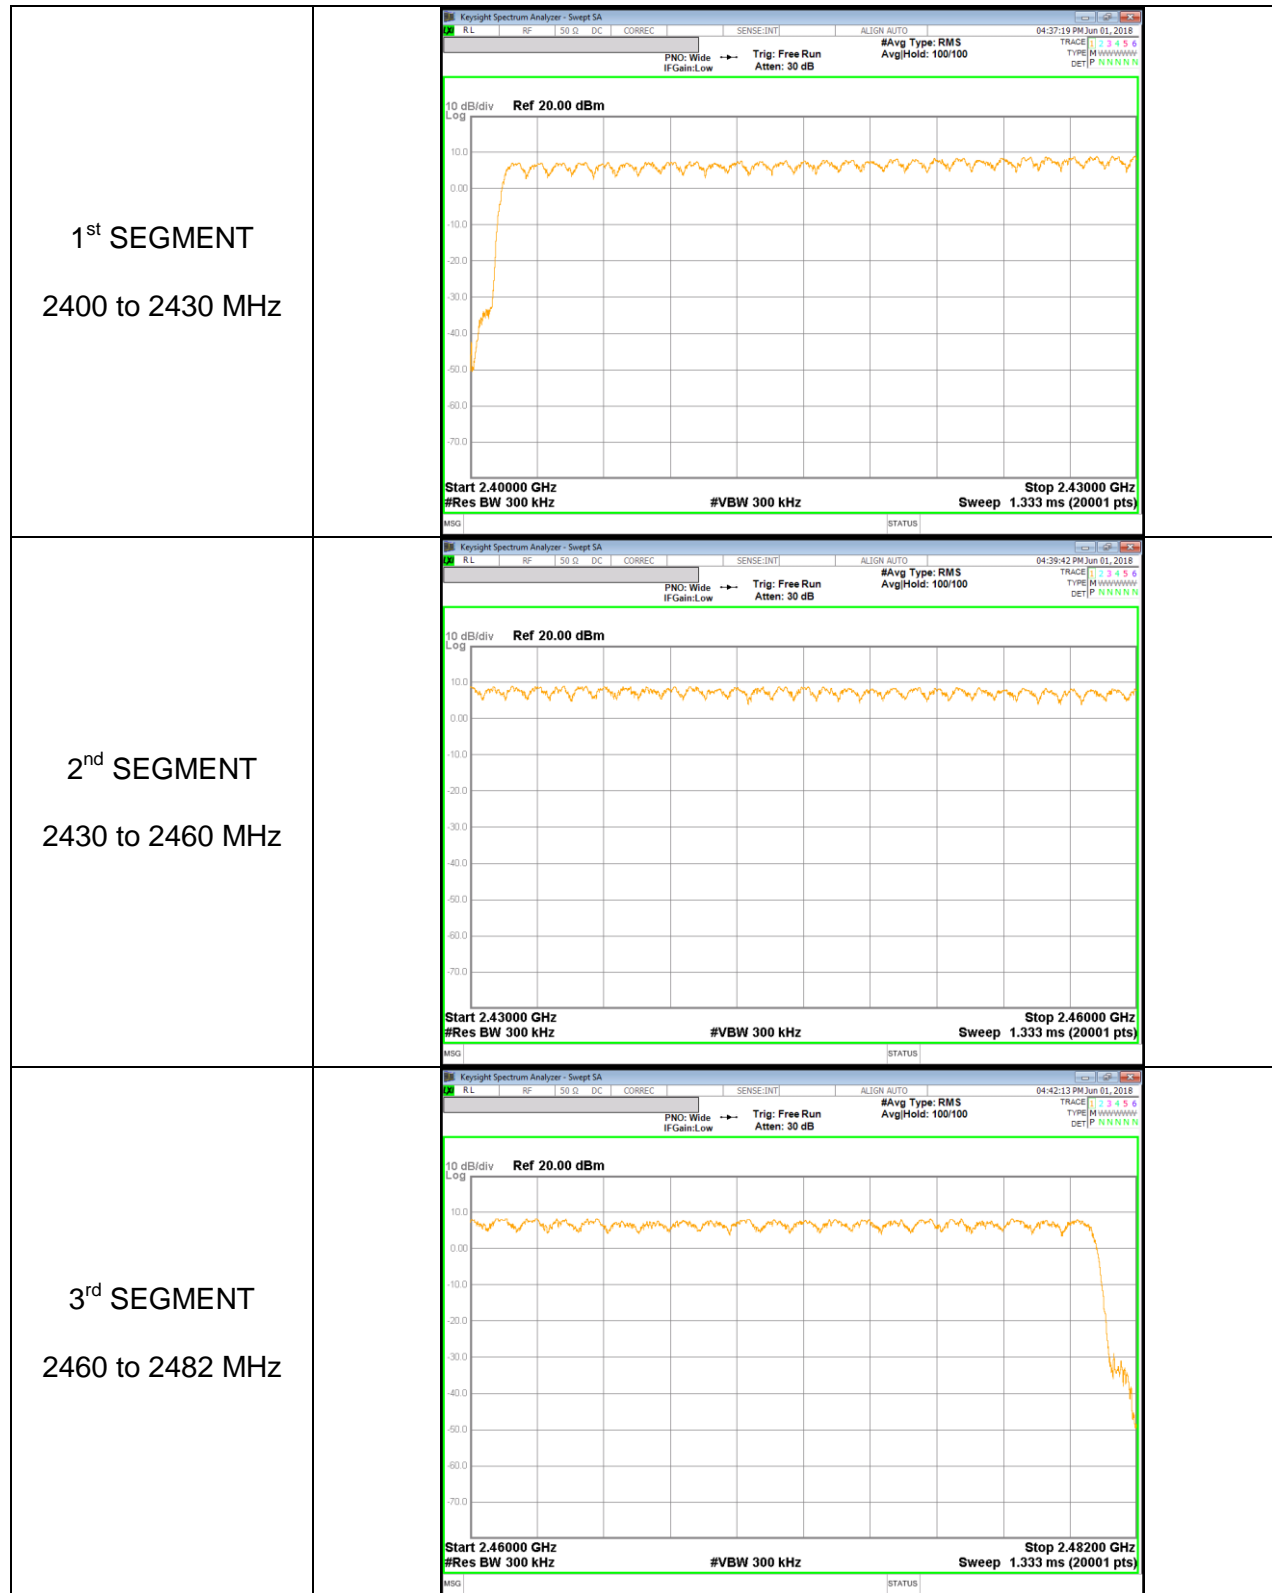 1st SEGMENT
2400 to 2430 MHz
Keysight Spectrum Analyzer - Swept SA
RL RF 50 Ω DC CORREC SENSE:INT ALIGN AUTO 04:37:19 PM Jun 01, 2018
#Avg Type: RMS TRACE 1 2 3 4 5 6
PNO: Wide Trig: Free Run Avg|Hold: 100/100 TYPE M WWWWW
IFGain:Low Atten: 30 dB DET P N N N N N
10 dB/div Ref 20.00 dBm
Log
10.0
0.00
-10.0
-20.0
-30.0
-40.0
-50.0
-60.0
-70.0
Start 2.40000 GHz Stop 2.43000 GHz
#Res BW 300 kHz #VBW 300 kHz Sweep 1.333 ms (20001 pts)
MSG STATUS
2nd SEGMENT
2430 to 2460 MHz
Keysight Spectrum Analyzer - Swept SA
RL RF 50 Ω DC CORREC SENSE:INT ALIGN AUTO 04:39:42 PM Jun 01, 2018
#Avg Type: RMS TRACE 1 2 3 4 5 6
PNO: Wide Trig: Free Run Avg|Hold: 100/100 TYPE M WWWWW
IFGain:Low Atten: 30 dB DET P N N N N N
10 dB/div Ref 20.00 dBm
Log
10.0
0.00
-10.0
-20.0
-30.0
-40.0
-50.0
-60.0
-70.0
Start 2.43000 GHz Stop 2.46000 GHz
#Res BW 300 kHz #VBW 300 kHz Sweep 1.333 ms (20001 pts)
MSG STATUS
3rd SEGMENT
2460 to 2482 MHz
Keysight Spectrum Analyzer - Swept SA
RL RF 50 Ω DC CORREC SENSE:INT ALIGN AUTO 04:42:13 PM Jun 01, 2018
#Avg Type: RMS TRACE 1 2 3 4 5 6
PNO: Wide Trig: Free Run Avg|Hold: 100/100 TYPE M WWWWW
IFGain:Low Atten: 30 dB DET P N N N N N
10 dB/div Ref 20.00 dBm
Log
10.0
0.00
-10.0
-20.0
-30.0
-40.0
-50.0
-60.0
-70.0
Start 2.46000 GHz Stop 2.48200 GHz
#Res BW 300 kHz #VBW 300 kHz Sweep 1.333 ms (20001 pts)
MSG STATUS